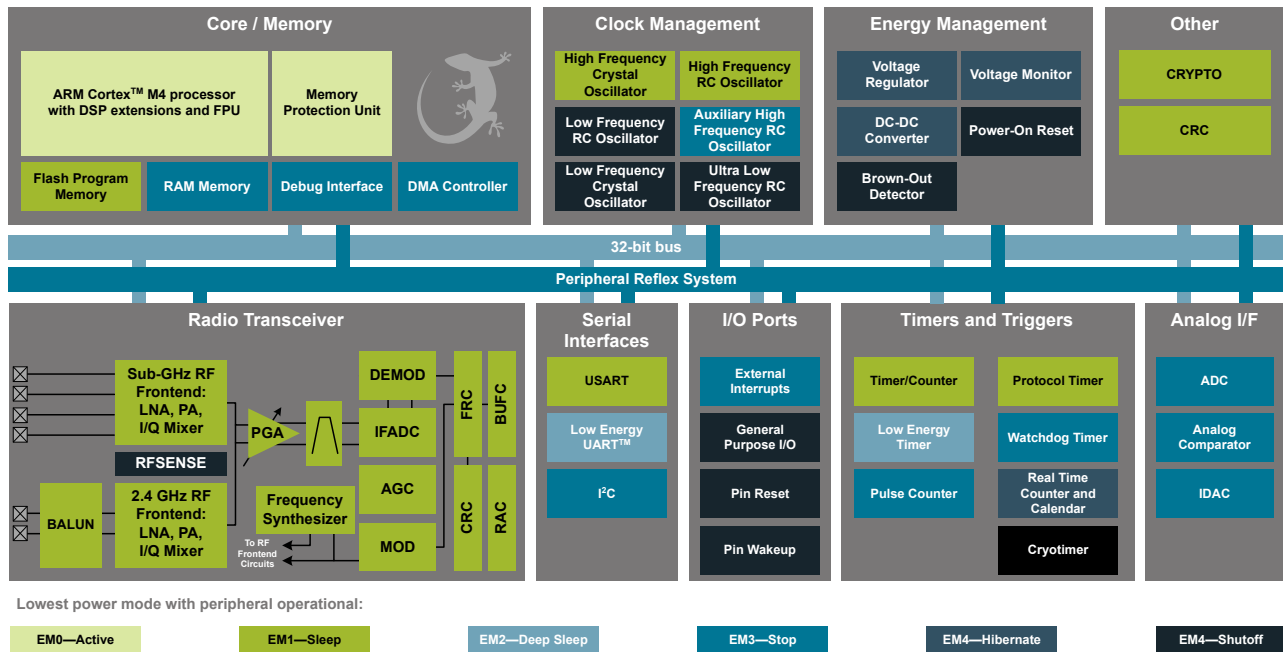 Core / Memory
ARM Cortex™ M4 processor
with DSP extensions and FPU
Memory
Protection Unit
Flash Program
Memory
RAM Memory
Debug Interface
DMA Controller
Clock Management
High Frequency
Crystal
Oscillator
High Frequency
RC Oscillator
Low Frequency
RC Oscillator
Auxiliary High
Frequency RC
Oscillator
Low Frequency
Crystal
Oscillator
Ultra Low
Frequency RC
Oscillator
Energy Management
Voltage
Regulator
Voltage Monitor
DC-DC
Converter
Power-On Reset
Brown-Out
Detector
Other
CRYPTO
CRC
32-bit bus
Peripheral Reflex System
Radio Transceiver
Sub-GHz RF
Frontend:
LNA, PA,
I/Q Mixer
RFSENSE
BALUN
2.4 GHz RF
Frontend:
LNA, PA,
I/Q Mixer
PGA
DEMOD
IFADC
AGC
MOD
Frequency
Synthesizer
To RF
Frontend
Circuits
FRC
BUFC
CRC
RAC
Serial
Interfaces
USART
Low Energy
UART™
I²C
I/O Ports
External
Interrupts
General
Purpose I/O
Pin Reset
Pin Wakeup
Timers and Triggers
Timer/Counter
Protocol Timer
Low Energy
Timer
Watchdog Timer
Pulse Counter
Real Time
Counter and
Calendar
Cryotimer
Analog I/F
ADC
Analog
Comparator
IDAC
Lowest power mode with peripheral operational:
EM0—Active
EM1—Sleep
EM2—Deep Sleep
EM3—Stop
EM4—Hibernate
EM4—Shutoff